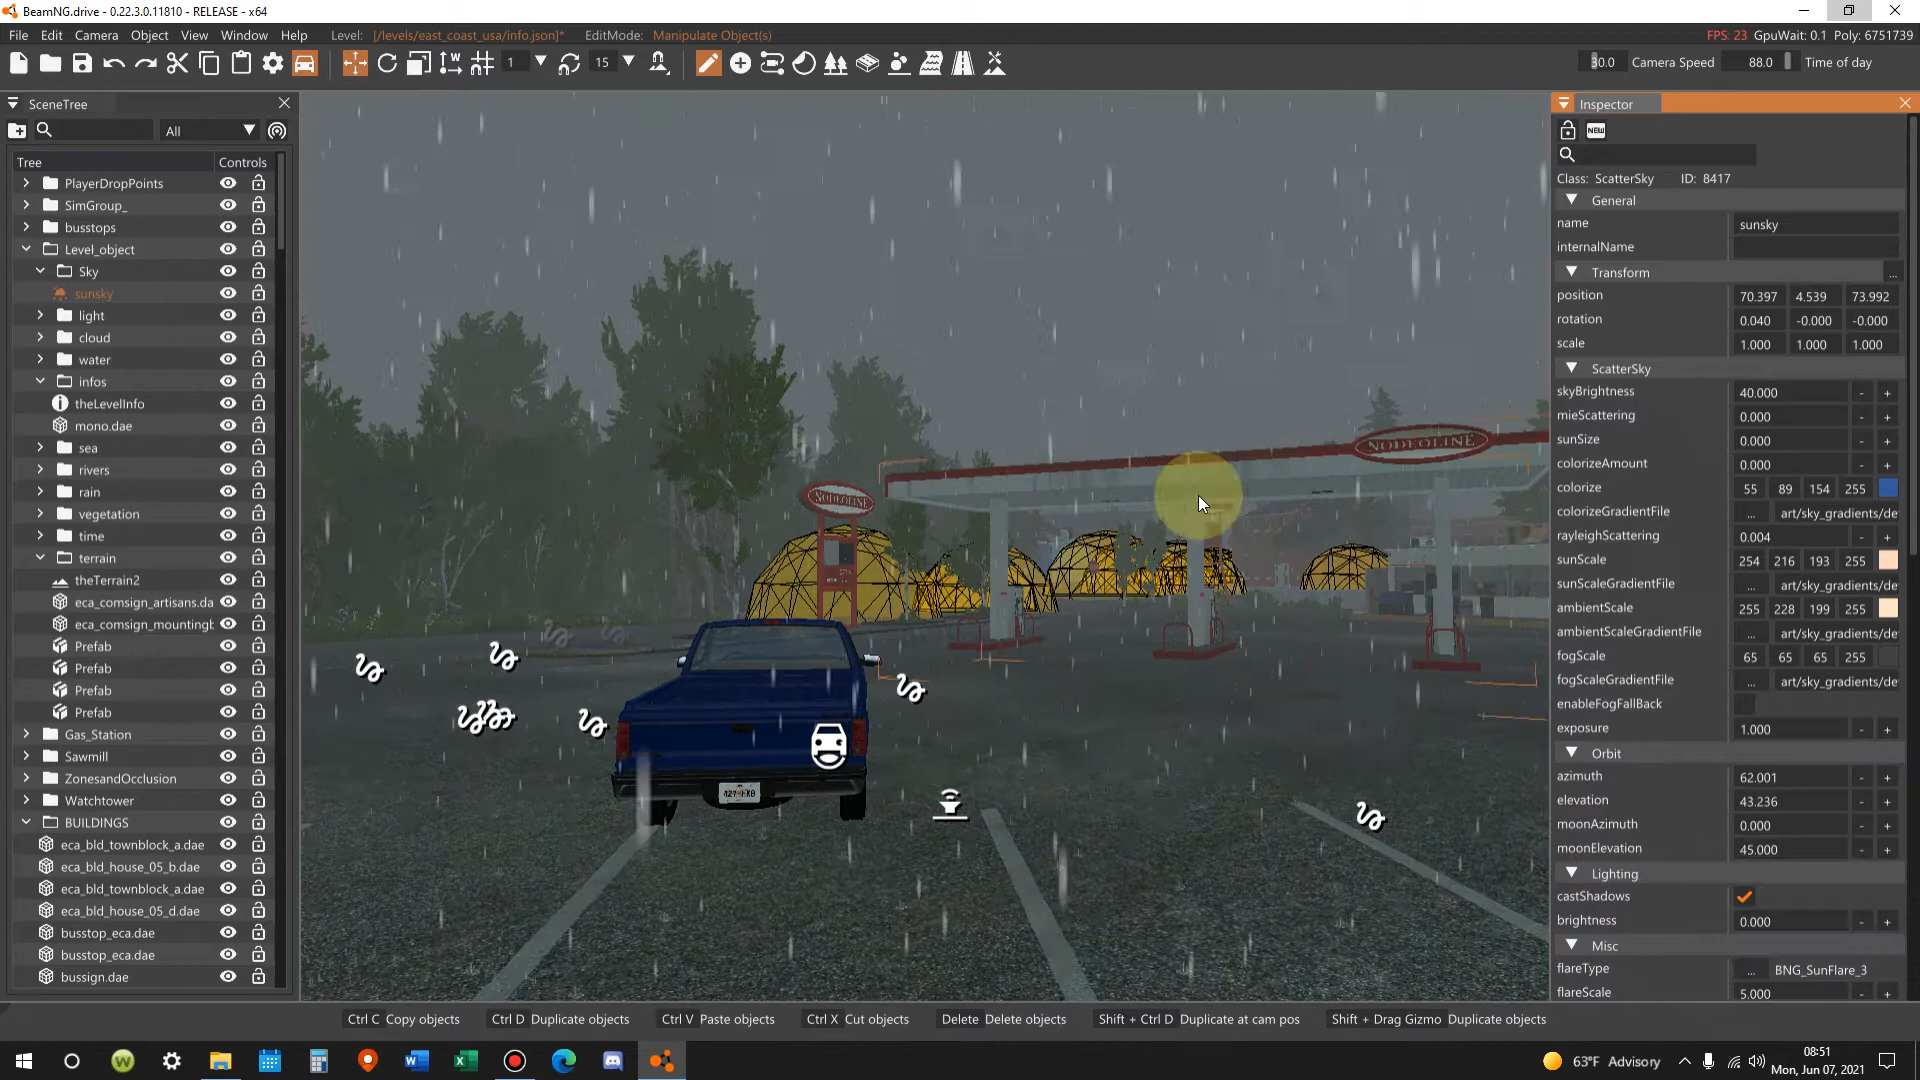 BeamNG.drive - 0.22.3.0.11810 - RELEASE - x64
File Edit Camera Object View Window Help Level: [/levels/east_coast_usa/info.json]* EditMode: Manipulate Object(s) FPS: 23 GpuWait: 0.1 Poly: 6751739
1 15 30.0 Camera Speed 88.0 Time of day
SceneTree
All
Tree Controls
PlayerDropPoints
SimGroup_
busstops
Level_object
Sky
sunsky
light
cloud
water
infos
theLevelInfo
mono.dae
sea
rivers
rain
vegetation
time
terrain
theTerrain2
eca_comsign_artisans.da
eca_comsign_mountingb
Prefab
Prefab
Prefab
Prefab
Gas_Station
Sawmill
ZonesandOcclusion
Watchtower
BUILDINGS
eca_bld_townblock_a.dae
eca_bld_house_05_b.dae
eca_bld_townblock_a.dae
eca_bld_house_05_d.dae
busstop_eca.dae
busstop_eca.dae
bussign.dae
NODEOLINE
NODEOLINE
Inspector
NEW
Class: ScatterSky ID: 8417
General
name sunsky
internalName
Transform ...
position 70.397 4.539 73.992
rotation 0.040 -0.000 -0.000
scale 1.000 1.000 1.000
ScatterSky
skyBrightness 40.000 - +
mieScattering 0.000 - +
sunSize 0.000 - +
colorizeAmount 0.000 - +
colorize 55 89 154 255
colorizeGradientFile ... art/sky_gradients/de
rayleighScattering 0.004 - +
sunScale 254 216 193 255
sunScaleGradientFile ... art/sky_gradients/de
ambientScale 255 228 199 255
ambientScaleGradientFile ... art/sky_gradients/de
fogScale 65 65 65 255
fogScaleGradientFile ... art/sky_gradients/de
enableFogFallBack
exposure 1.000 - +
Orbit
azimuth 62.001 - +
elevation 43.236 - +
moonAzimuth 0.000 - +
moonElevation 45.000 - +
Lighting
castShadows
brightness 0.000 - +
Misc
flareType ... BNG_SunFlare_3
flareScale 5.000 - +
Ctrl C Copy objects Ctrl D Duplicate objects Ctrl V Paste objects Ctrl X Cut objects Delete Delete objects Shift + Ctrl D Duplicate at cam pos Shift + Drag Gizmo Duplicate objects
63°F Advisory
08:51
Mon, Jun 07, 2021